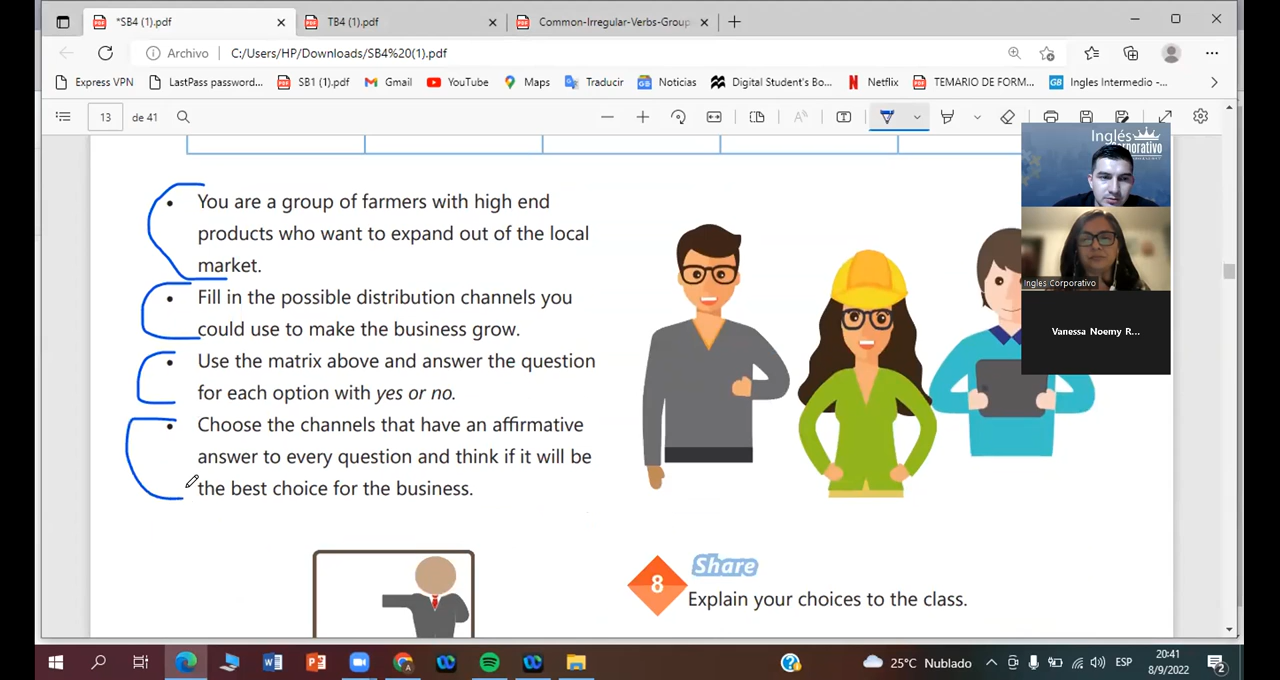 *SB4 (1).pdf
TB4 (1).pdf
Common-Irregular-Verbs-Group
Archivo
C:/Users/HP/Downloads/SB4%20(1).pdf
Express VPN
LastPass password...
SB1 (1).pdf
Gmail
YouTube
Maps
Traducir
Noticias
Digital Student's Bo...
Netflix
TEMARIO DE FORM...
Ingles Intermedio -...
13 de 41
Inglés
Corporativo
• You are a group of farmers with high end
products who want to expand out of the local
market.
• Fill in the possible distribution channels you
could use to make the business grow.
• Use the matrix above and answer the question
for each option with yes or no.
• Choose the channels that have an affirmative
answer to every question and think if it will be
the best choice for the business.
Ingles Corporativo
Vanessa Noemy R...
8
Share
Explain your choices to the class.
25°C Nublado
ESP
20:41
8/9/2022
2